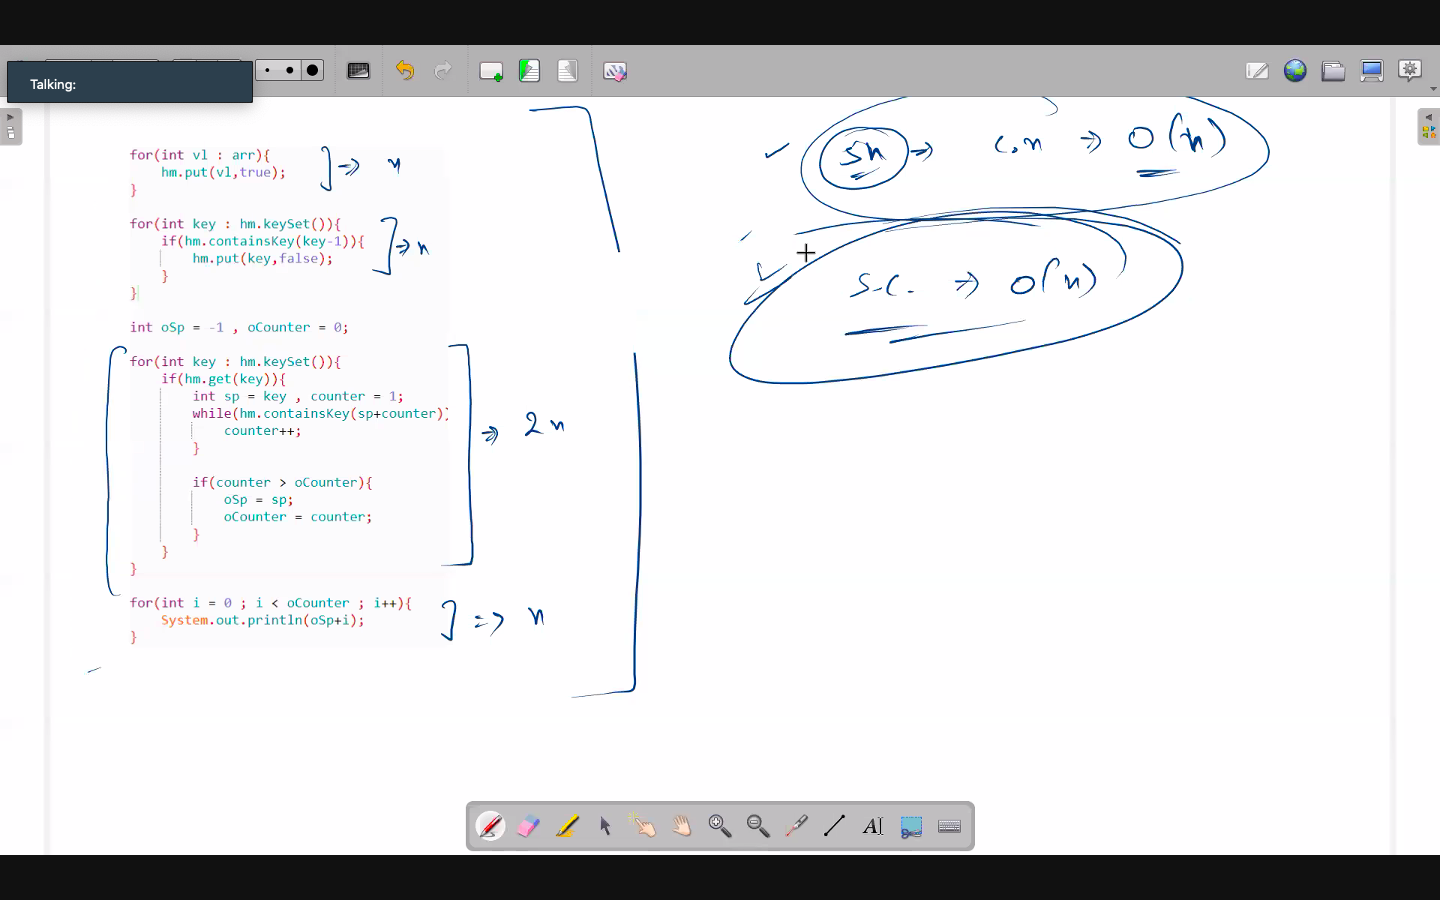 Talking:
for(int vl : arr){
hm.put(vl,true);
}
] => n
for(int key : hm.keySet()){
if(hm.containsKey(key-1)){
hm.put(key,false);
}
}
] => n
int oSp = -1 , oCounter = 0;
for(int key : hm.keySet()){
if(hm.get(key)){
int sp = key , counter = 1;
while(hm.containsKey(sp+counter)
counter++;
}
if(counter > oCounter){
oSp = sp;
oCounter = counter;
}
}
}
=> 2n
for(int i = 0 ; i < oCounter ; i++){
System.out.println(oSp+i);
}
] => n
5n => c.n => O(n)
S.C. => O(n)